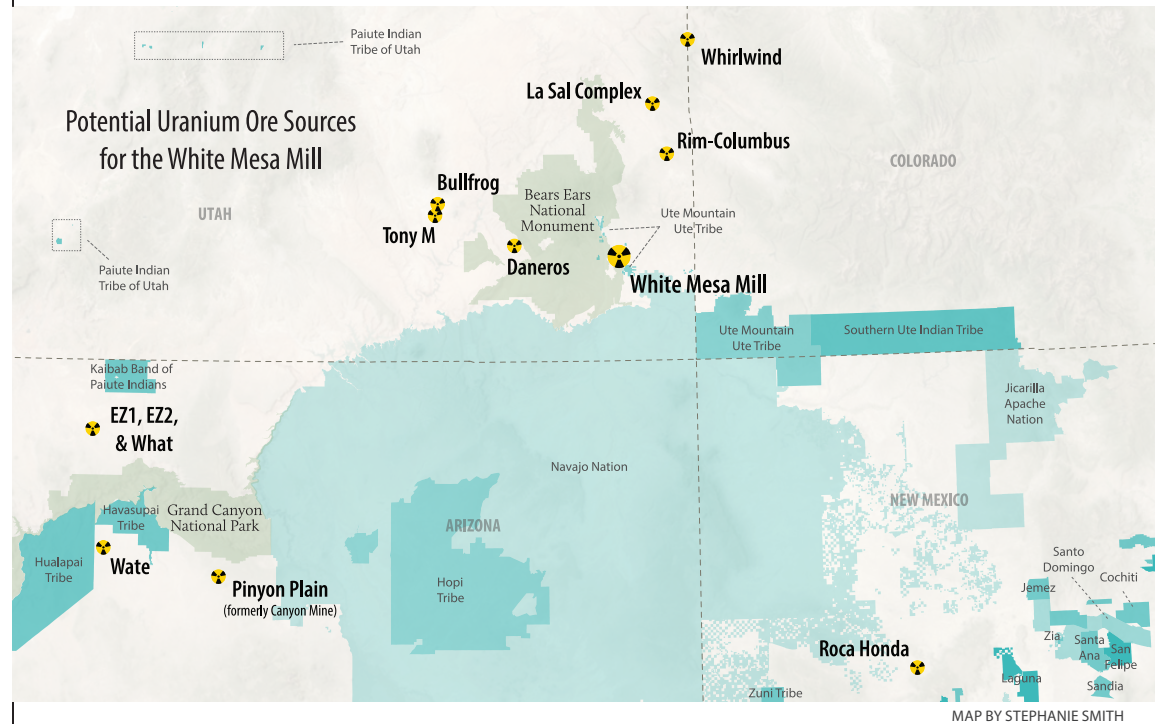 Paiute Indian
Tribe of Utah
Whirlwind
La Sal Complex
Potential Uranium Ore Sources
for the White Mesa Mill
Rim-Columbus
COLORADO
Bullfrog
Bears Ears
National
Monument
UTAH
Ute Mountain
Ute Tribe
Tony M
Daneros
Paiute Indian
Tribe of Utah
White Mesa Mill
Ute Mountain
Ute Tribe
Southern Ute Indian Tribe
Kaibab Band of
Paiute Indians
Jicarilla
Apache
Nation
EZ1, EZ2,
& What
Navajo Nation
NEW MEXICO
Havasupai
Tribe
Grand Canyon
National Park
ARIZONA
Hualapai
Tribe
Wate
Santo
Domingo
Cochiti
Pinyon Plain
(formerly Canyon Mine)
Hopi
Tribe
Jemez
Zia
Santa
Ana
San
Felipe
Roca Honda
Laguna
Sandia
Zuni Tribe
MAP BY STEPHANIE SMITH